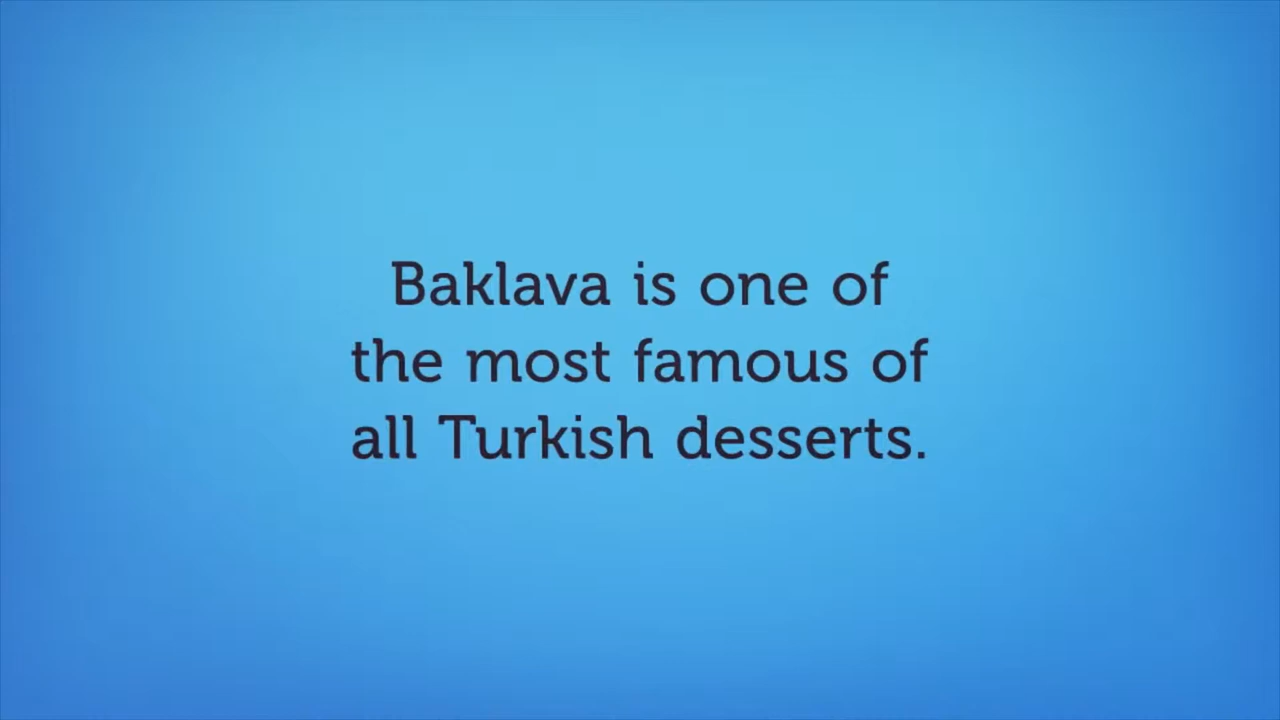 Baklava is one of
the most famous of
all Turkish desserts.